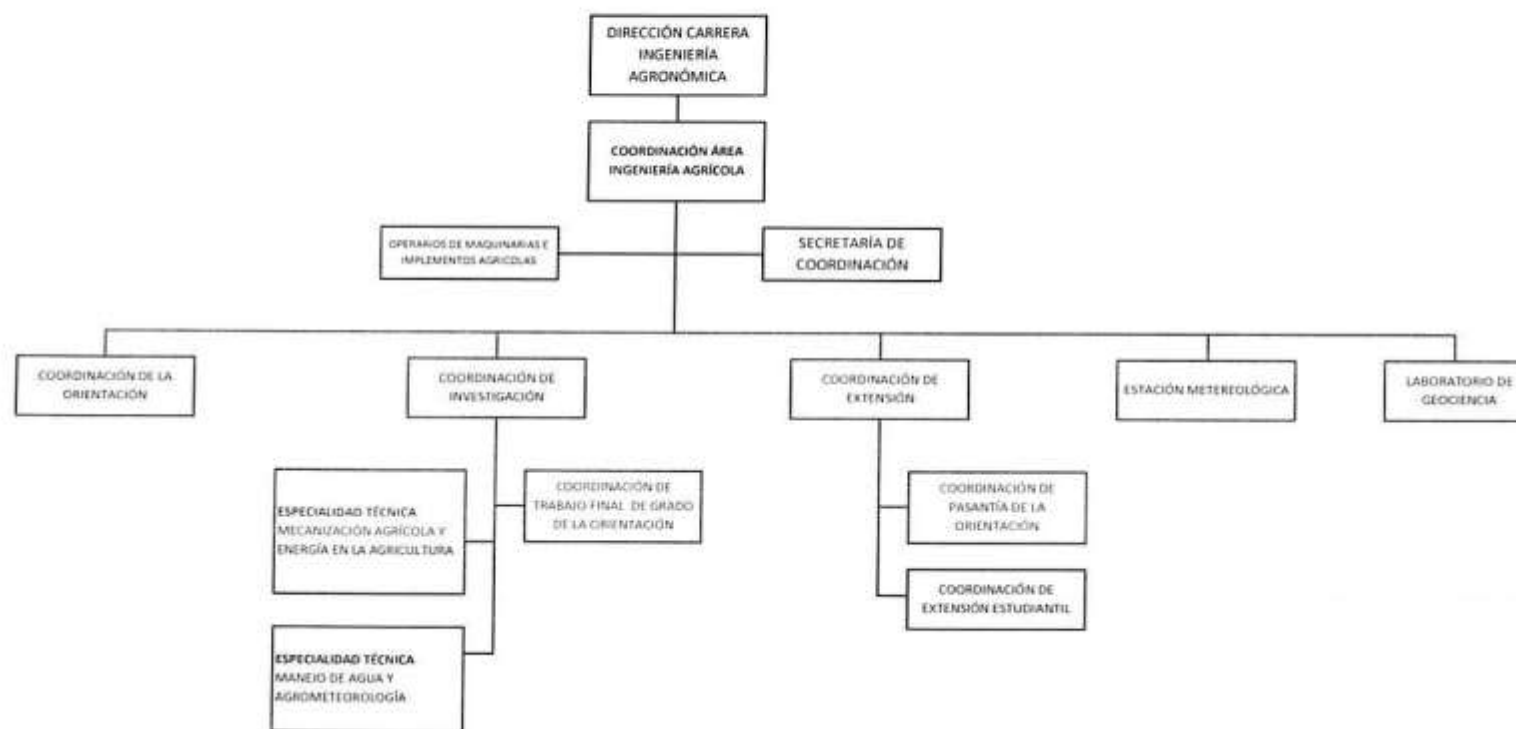 DIRECCIÓN CARRERA
INGENIERÍA
AGRONÓMICA
COORDINACIÓN ÁREA
INGENIERÍA AGRÍCOLA
OPERARIOS DE MAQUINARIAS E
IMPLEMENTOS AGRICOLAS
SECRETARÍA DE
COORDINACIÓN
COORDINACIÓN DE LA
ORIENTACIÓN
COORDINACIÓN DE
INVESTIGACIÓN
COORDINACIÓN DE
EXTENSIÓN
ESTACIÓN METEREOLÓGICA
LABORATORIO DE
GEOCIENCIA
ESPECIALIDAD TÉCNICA
MECANIZACIÓN AGRÍCOLA Y
ENERGÍA EN LA AGRICULTURA
COORDINACIÓN DE
TRABAJO FINAL DE GRADO
DE LA ORIENTACIÓN
COORDINACIÓN DE
PASANTÍA DE LA
ORIENTACIÓN
COORDINACIÓN DE
EXTENSIÓN ESTUDIANTIL
ESPECIALIDAD TÉCNICA
MANEJO DE AGUA Y
AGROMETEOROLOGÍA